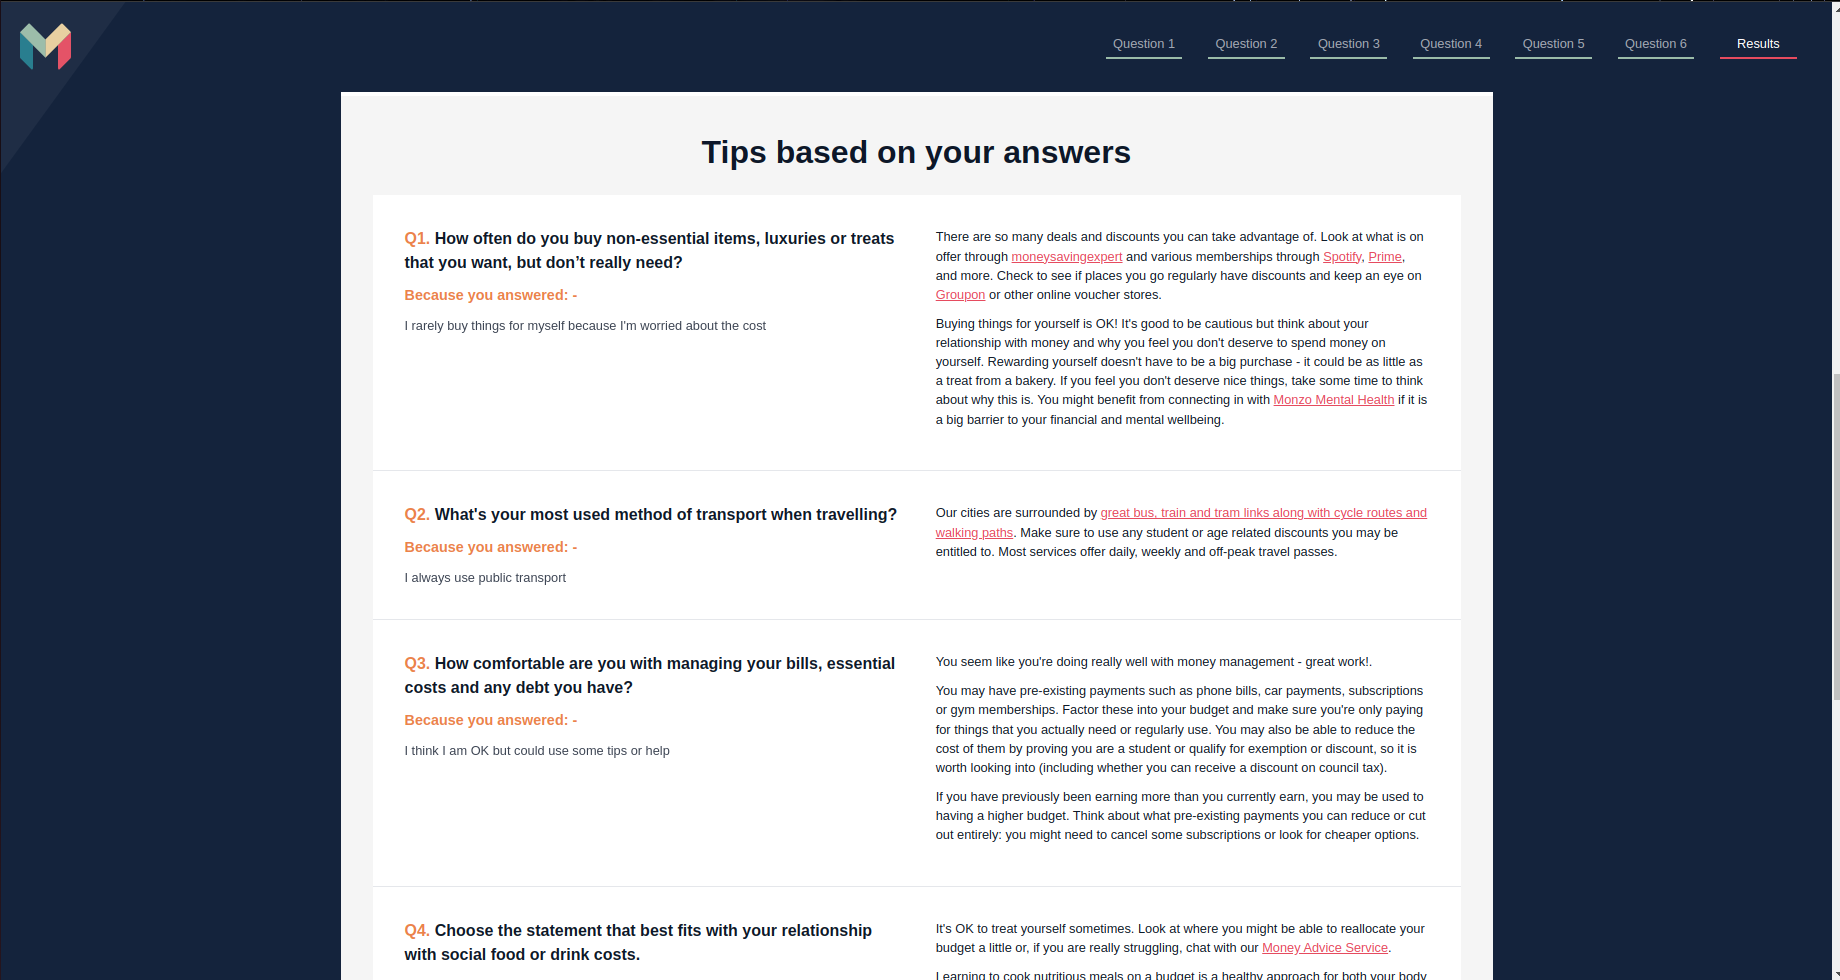 Question 1 Question 2 Question 3 Question 4 Question 5 Question 6 Results
Tips based on your answers
Q1. How often do you buy non-essential items, luxuries or treats
that you want, but don’t really need?
Because you answered: -
I rarely buy things for myself because I'm worried about the cost
There are so many deals and discounts you can take advantage of. Look at what is on
offer through moneysavingexpert and various memberships through Spotify, Prime,
and more. Check to see if places you go regularly have discounts and keep an eye on
Groupon or other online voucher stores.
Buying things for yourself is OK! It's good to be cautious but think about your
relationship with money and why you feel you don't deserve to spend money on
yourself. Rewarding yourself doesn't have to be a big purchase - it could be as little as
a treat from a bakery. If you feel you don't deserve nice things, take some time to think
about why this is. You might benefit from connecting in with Monzo Mental Health if it is
a big barrier to your financial and mental wellbeing.
Q2. What's your most used method of transport when travelling?
Because you answered: -
I always use public transport
Our cities are surrounded by great bus, train and tram links along with cycle routes and
walking paths. Make sure to use any student or age related discounts you may be
entitled to. Most services offer daily, weekly and off-peak travel passes.
Q3. How comfortable are you with managing your bills, essential
costs and any debt you have?
Because you answered: -
I think I am OK but could use some tips or help
You seem like you're doing really well with money management - great work!.
You may have pre-existing payments such as phone bills, car payments, subscriptions
or gym memberships. Factor these into your budget and make sure you're only paying
for things that you actually need or regularly use. You may also be able to reduce the
cost of them by proving you are a student or qualify for exemption or discount, so it is
worth looking into (including whether you can receive a discount on council tax).
If you have previously been earning more than you currently earn, you may be used to
having a higher budget. Think about what pre-existing payments you can reduce or cut
out entirely: you might need to cancel some subscriptions or look for cheaper options.
Q4. Choose the statement that best fits with your relationship
with social food or drink costs.
It's OK to treat yourself sometimes. Look at where you might be able to reallocate your
budget a little or, if you are really struggling, chat with our Money Advice Service.
Learning to cook nutritious meals on a budget is a healthy approach for both your body